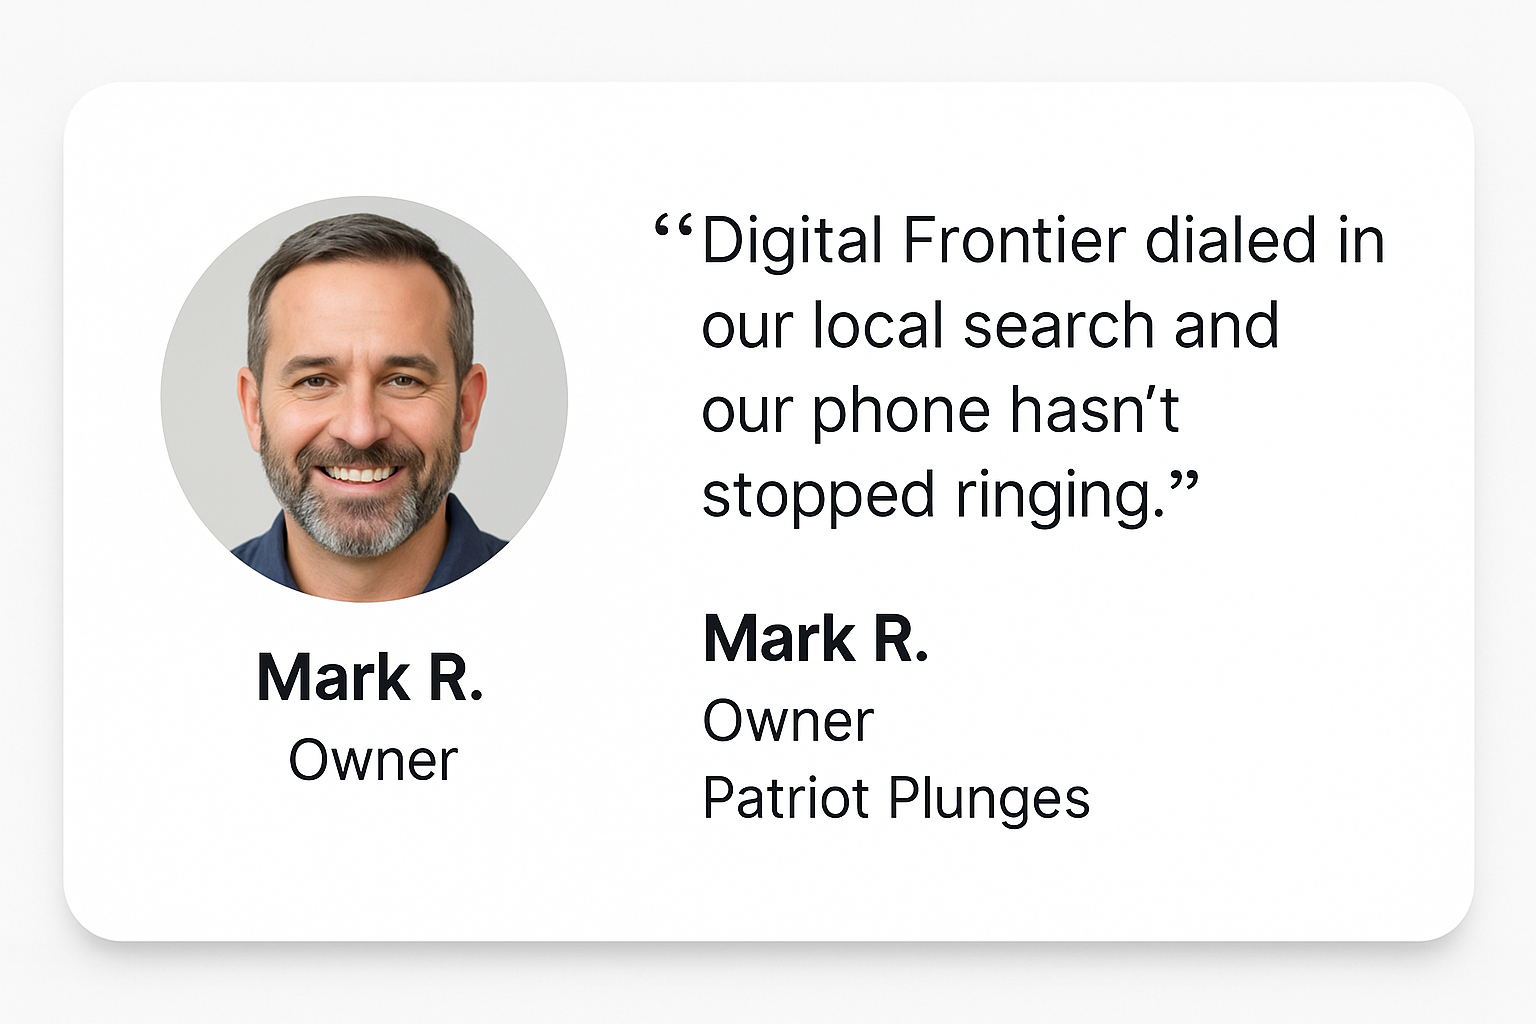 “Digital Frontier dialed in
our local search and
our phone hasn’t
stopped ringing.”
Mark R.
Owner
Patriot Plunges
Mark R.
Owner